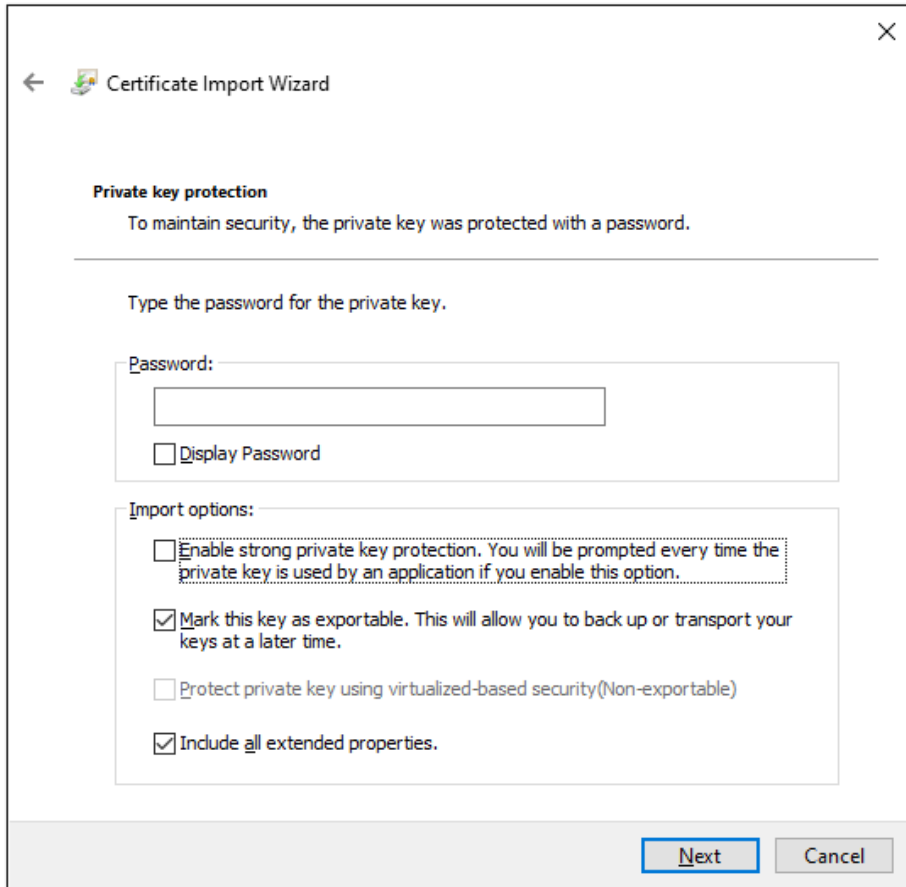 Certificate Import Wizard
Private key protection
To maintain security, the private key was protected with a password.
Type the password for the private key.
Password:
Display Password
Import options:
Enable strong private key protection. You will be prompted every time the
private key is used by an application if you enable this option.
Mark this key as exportable. This will allow you to back up or transport your
keys at a later time.
Protect private key using virtualized-based security(Non-exportable)
Include all extended properties.
Next
Cancel